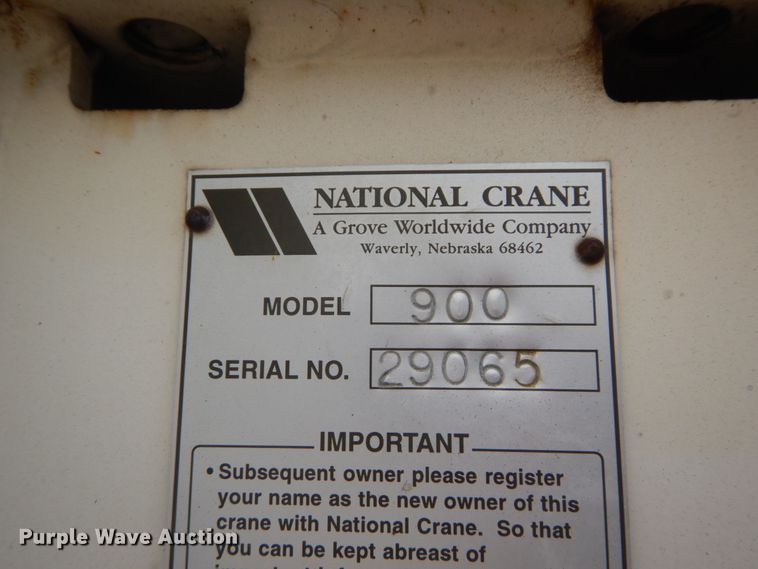 NATIONAL CRANE
A Grove Worldwide Company
Waverly, Nebraska 68462
MODEL 900
SERIAL NO. 29065
IMPORTANT
• Subsequent owner please register
your name as the new owner of this
crane with National Crane. So that
you can be kept abreast of
Purple Wave Auction